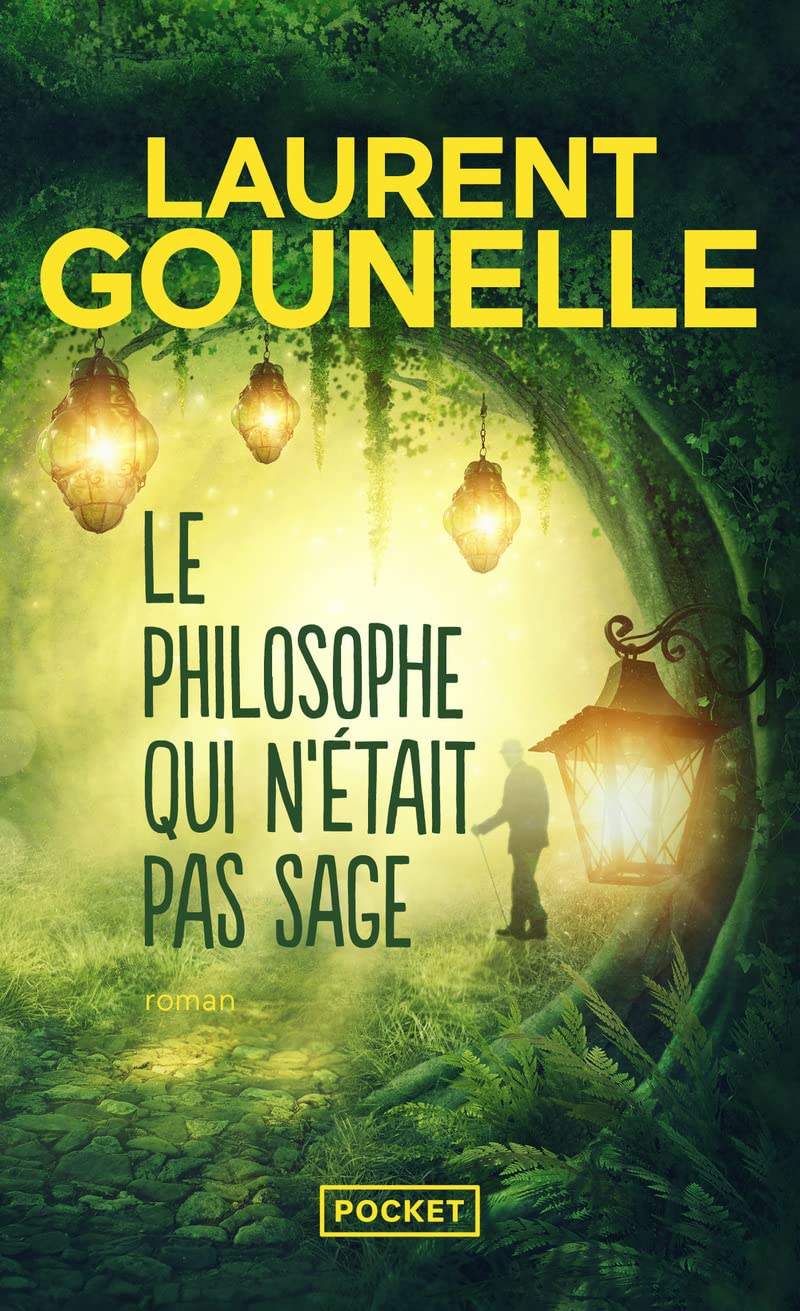 LAURENT
GOUNELLE
LE
PHILOSOPHE
QUI N'ÉTAIT
PAS SAGE
roman
POCKET